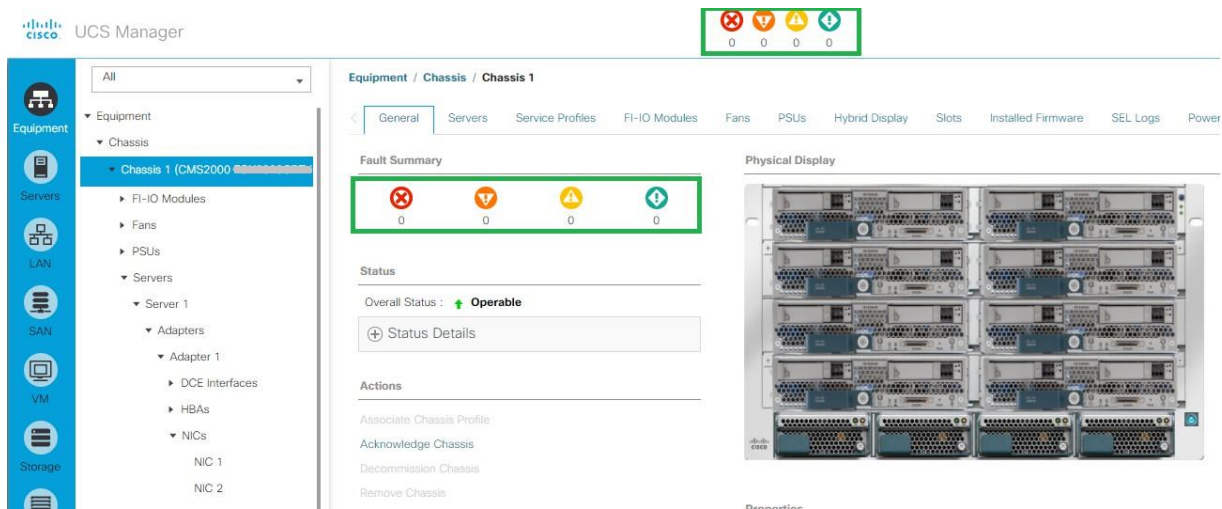 cisco UCS Manager
0 0 0 0
Equipment
Servers
LAN
SAN
VM
Storage
All
Equipment
Chassis
Chassis 1 (CMS2000
FI-IO Modules
Fans
PSUs
Servers
Server 1
Adapters
Adapter 1
DCE Interfaces
HBAs
NICs
NIC 1
NIC 2
Equipment / Chassis / Chassis 1
General Servers Service Profiles FI-IO Modules Fans PSUs Hybrid Display Slots Installed Firmware SEL Logs Power
Fault Summary
0 0 0 0
Status
Overall Status : Operable
Status Details
Actions
Associate Chassis Profile
Acknowledge Chassis
Decommission Chassis
Remove Chassis
Physical Display
cisco
Properties